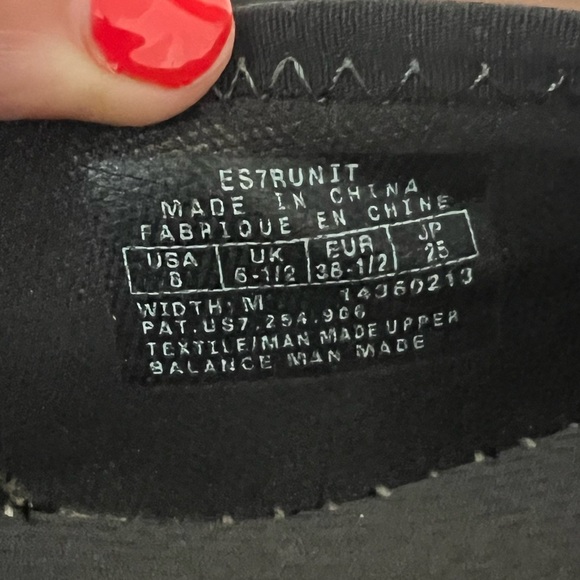 ES7RUNIT
MADE IN CHINA
FABRIQUE EN CHINE
USA UK EUR JP
8 6-1/2 38-1/2 25
WIDTH: M 14360213
PAT. US7,254,906
TEXTILE/MAN MADE UPPER
BALANCE MAN MADE